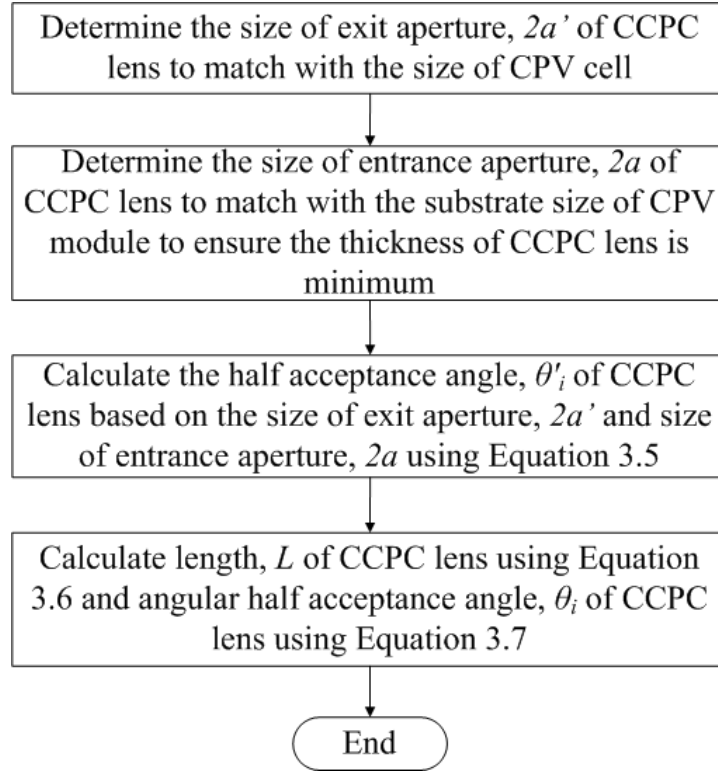 Determine the size of exit aperture, 2a’ of CCPC
lens to match with the size of CPV cell
Determine the size of entrance aperture, 2a of
CCPC lens to match with the substrate size of CPV
module to ensure the thickness of CCPC lens is
minimum
Calculate the half acceptance angle, θ'i of CCPC
lens based on the size of exit aperture, 2a’ and size
of entrance aperture, 2a using Equation 3.5
Calculate length, L of CCPC lens using Equation
3.6 and angular half acceptance angle, θi of CCPC
lens using Equation 3.7
End